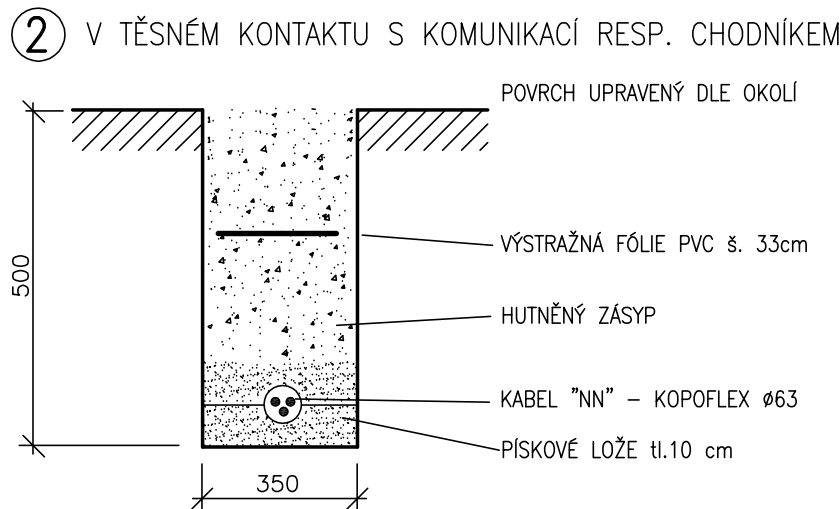 2 V TĚSNÉM KONTAKTU S KOMUNIKACÍ RESP. CHODNÍKEM
POVRCH UPRAVENÝ DLE OKOLÍ
VÝSTRAŽNÁ FÓLIE PVC š. 33cm
500
HUTNĚNÝ ZÁSYP
KABEL "NN" – KOPOFLEX ø63
PÍSKOVÉ LOŽE tl.10 cm
350